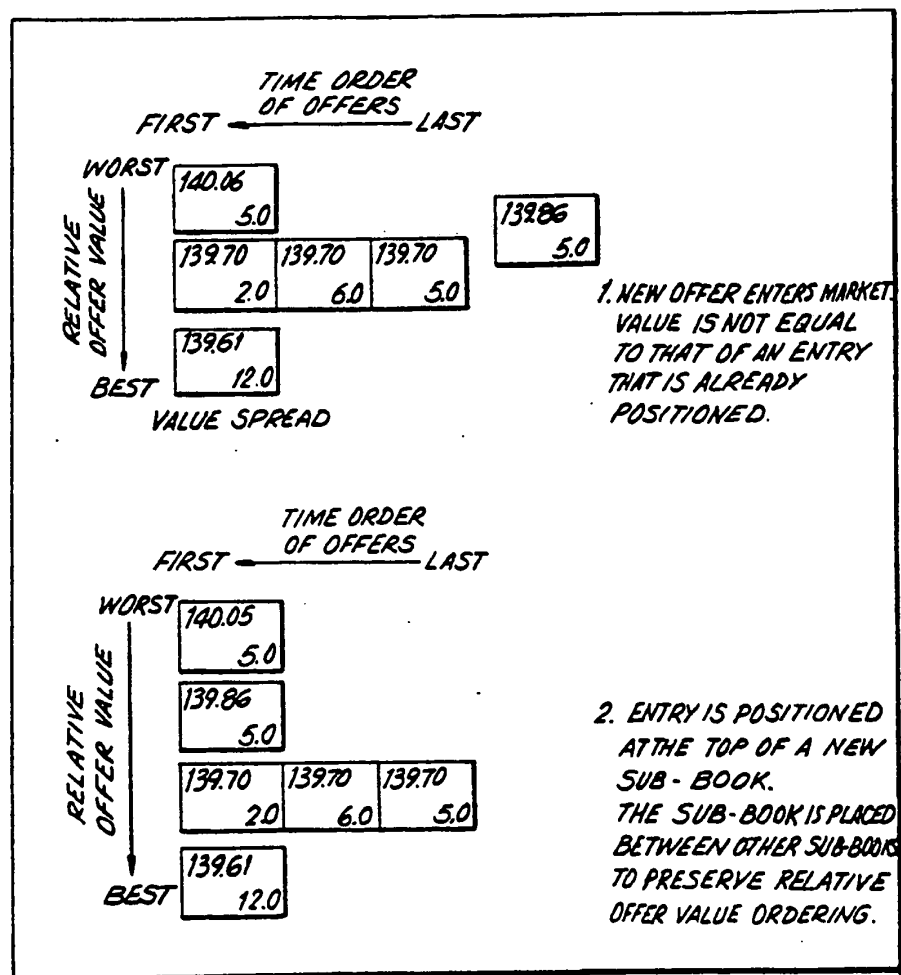 TIME ORDER
OF OFFERS
FIRST LAST
WORST
RELATIVE
OFFER VALUE
BEST
140.06
5.0
139.70 139.70 139.70
2.0 6.0 5.0
139.61
12.0
VALUE SPREAD
139.86
5.0
1. NEW OFFER ENTERS MARKET.
VALUE IS NOT EQUAL
TO THAT OF AN ENTRY
THAT IS ALREADY
POSITIONED.
TIME ORDER
OF OFFERS
FIRST LAST
WORST
RELATIVE
OFFER VALUE
BEST
140.05
5.0
139.86
5.0
139.70 139.70 139.70
2.0 6.0 5.0
139.61
12.0
2. ENTRY IS POSITIONED
AT THE TOP OF A NEW
SUB-BOOK.
THE SUB-BOOK IS PLACED
BETWEEN OTHER SUB-BOOKS
TO PRESERVE RELATIVE
OFFER VALUE ORDERING.